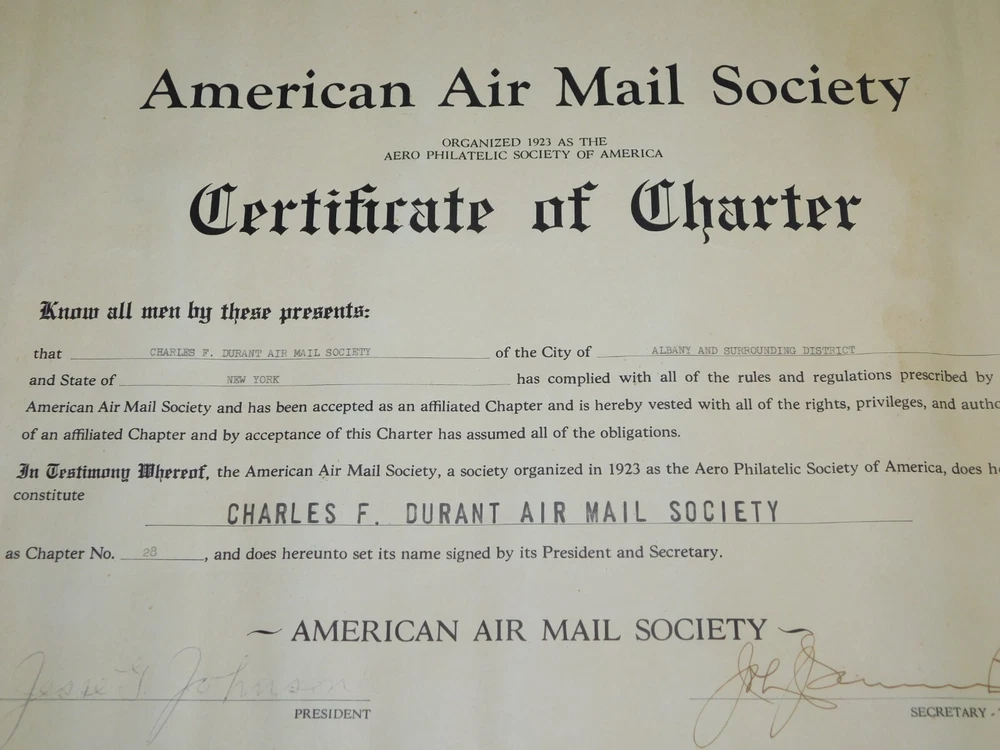 American Air Mail Society
ORGANIZED 1923 AS THE
AERO PHILATELIC SOCIETY OF AMERICA
Certificate of Charter
Know all men by these presents:
that CHARLES F. DURANT AIR MAIL SOCIETY of the City of ALBANY AND SURROUNDING DISTRICT
and State of NEW YORK has complied with all of the rules and regulations prescribed by
American Air Mail Society and has been accepted as an affiliated Chapter and is hereby vested with all of the rights, privileges, and autho
of an affiliated Chapter and by acceptance of this Charter has assumed all of the obligations.
In Testimony Whereof, the American Air Mail Society, a society organized in 1923 as the Aero Philatelic Society of America, does he
constitute
CHARLES F. DURANT AIR MAIL SOCIETY
as Chapter No. 28, and does hereunto set its name signed by its President and Secretary.
~ AMERICAN AIR MAIL SOCIETY ~
Johnson
PRESIDENT
SECRETARY -